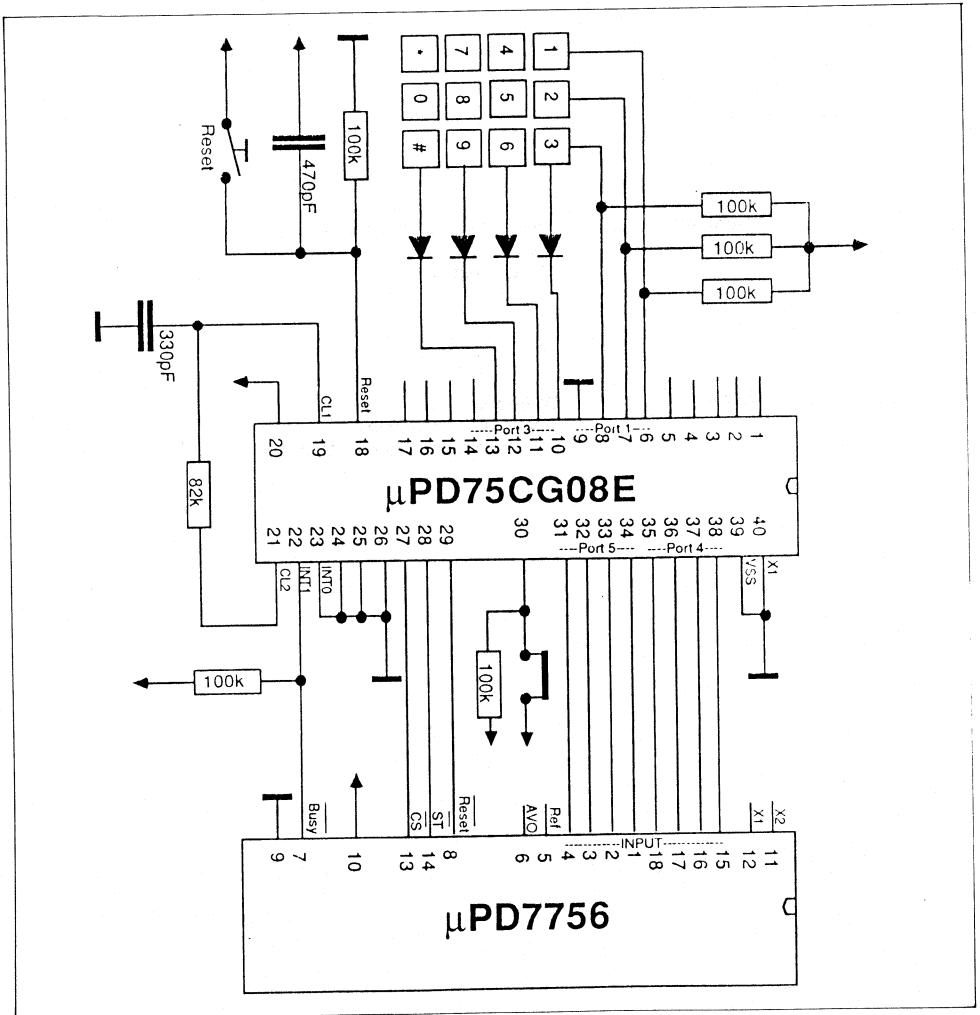 1
4
7
*
2
5
8
0
3
6
9
#
Reset
470pF
100k
100k
100k
100k
330pF
82k
CL1
Reset
----Port 3----
----Port 1----
20 19 18 17 16 15 14 13 12 11 10 9 8 7 6 5 4 3 2 1
µPD75CG08E
21 22 23 24 25 26 27 28 29 30 31 32 33 34 35 36 37 38 39 40
----Port 5----
----Port 4----
CL2
INT1
INT0
VSS
X1
100k
100k
Busy
CS
ST
Reset
AVO
Ref
--------INPUT--------
X1
X2
9 7 10 13 14 8 6 5 4 3 2 1 18 17 16 15 12 11
µPD7756